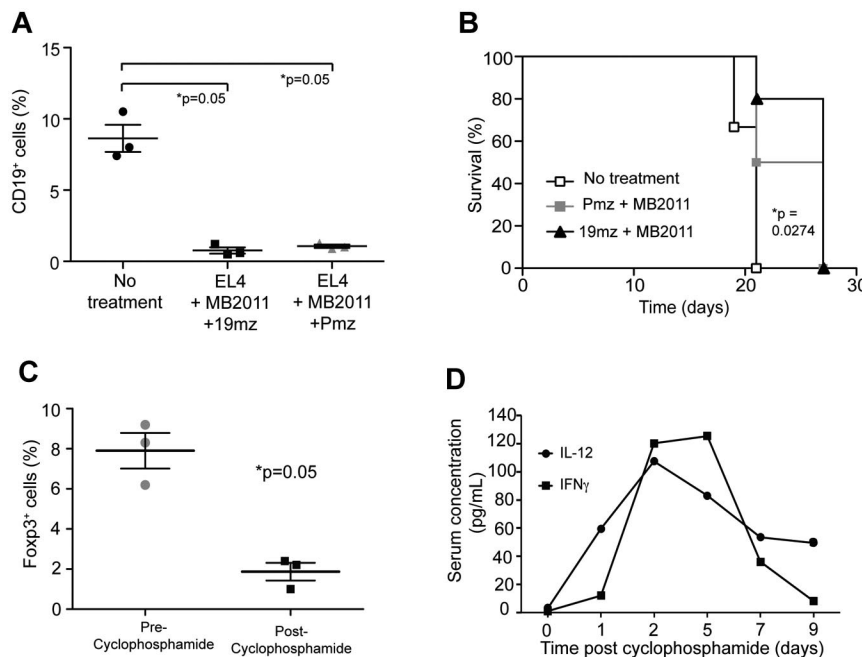 A
CD19+ cells (%)
15
10
5
0
*p=0.05
*p=0.05
No
treatment
EL4
+ MB2011
+19mz
EL4
+ MB2011
+Pmz
B
Survival (%)
100
80
60
40
20
0
No treatment
Pmz + MB2011
19mz + MB2011
*p =
0.0274
0
10
20
30
Time (days)
C
Foxp3+ cells (%)
10
8
6
4
2
0
*p=0.05
Pre-
Cyclophosphamide
Post-
Cyclophosphamide
D
Serum concentration
(pg/mL)
140
120
100
80
60
40
20
0
IL-12
IFNγ
0
1
2
5
7
9
Time post cyclophosphamide (days)